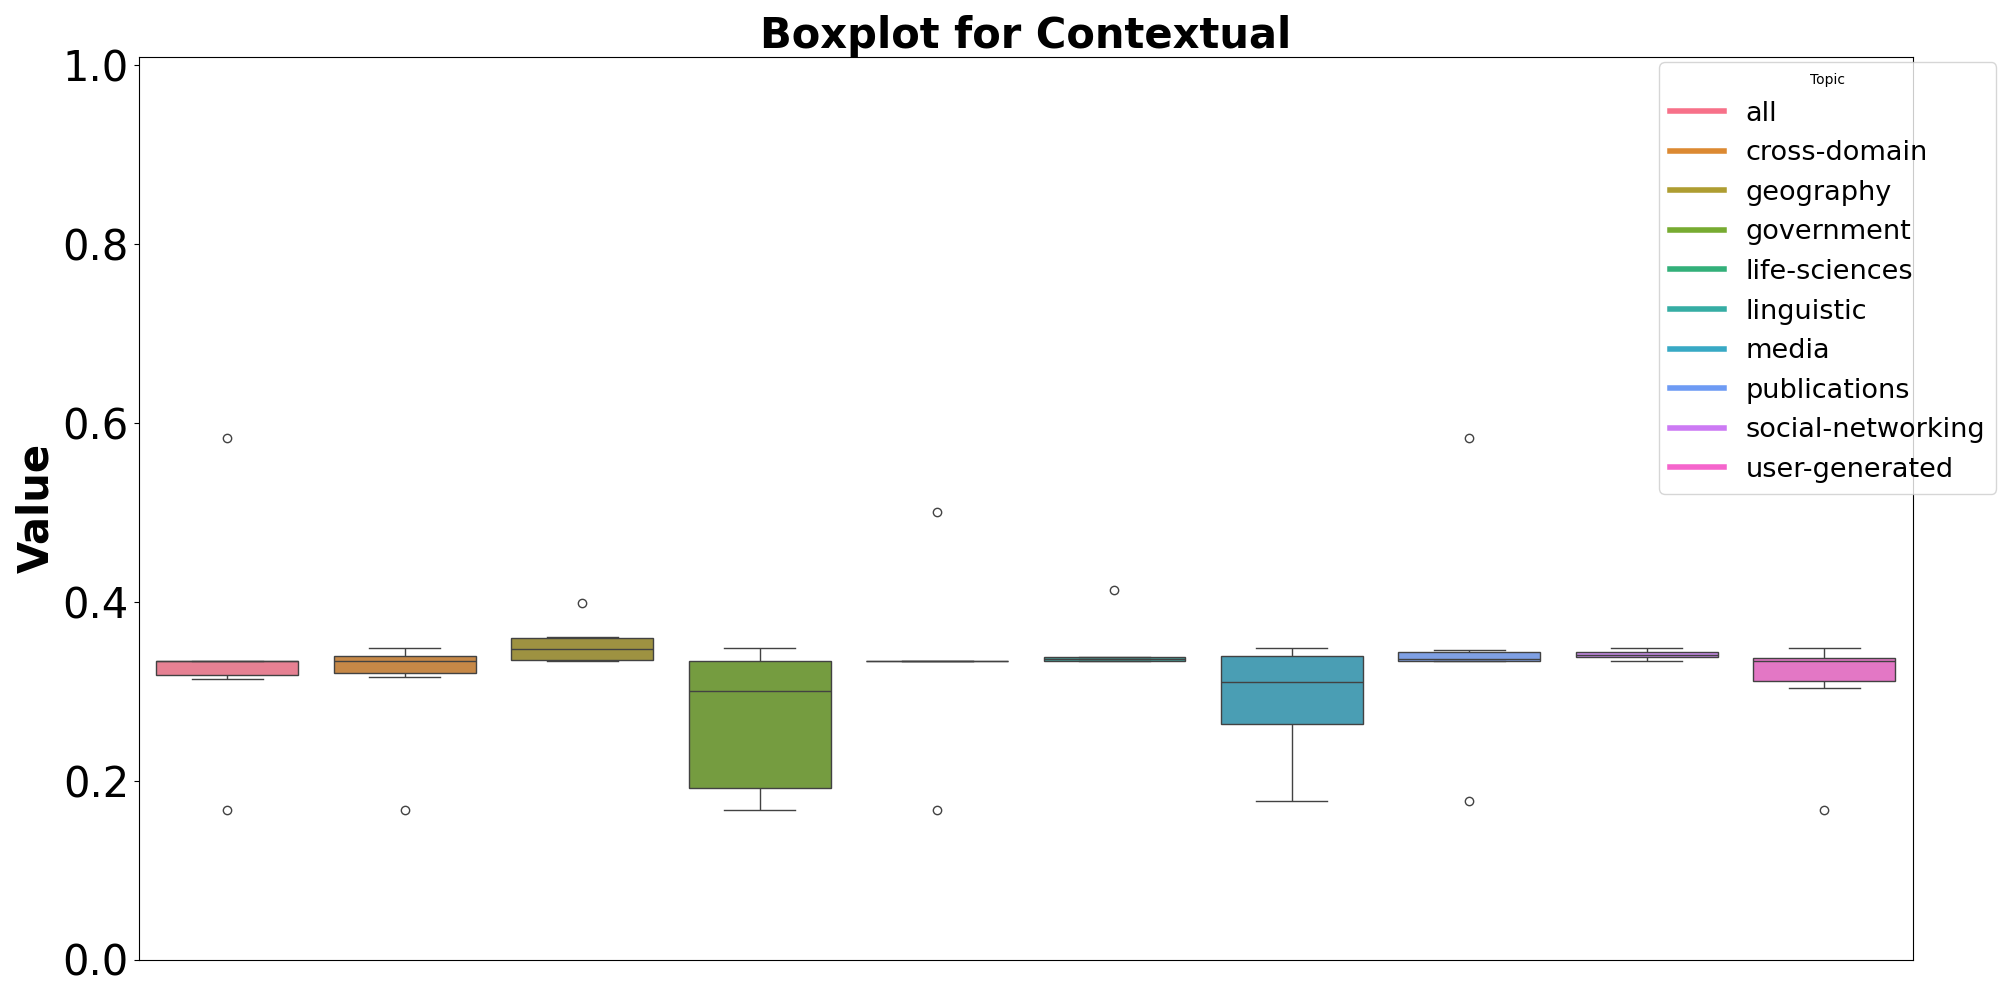 Boxplot for Contextual
Value
1.0
0.8
0.6
0.4
0.2
0.0
Topic
all
cross-domain
geography
government
life-sciences
linguistic
media
publications
social-networking
user-generated